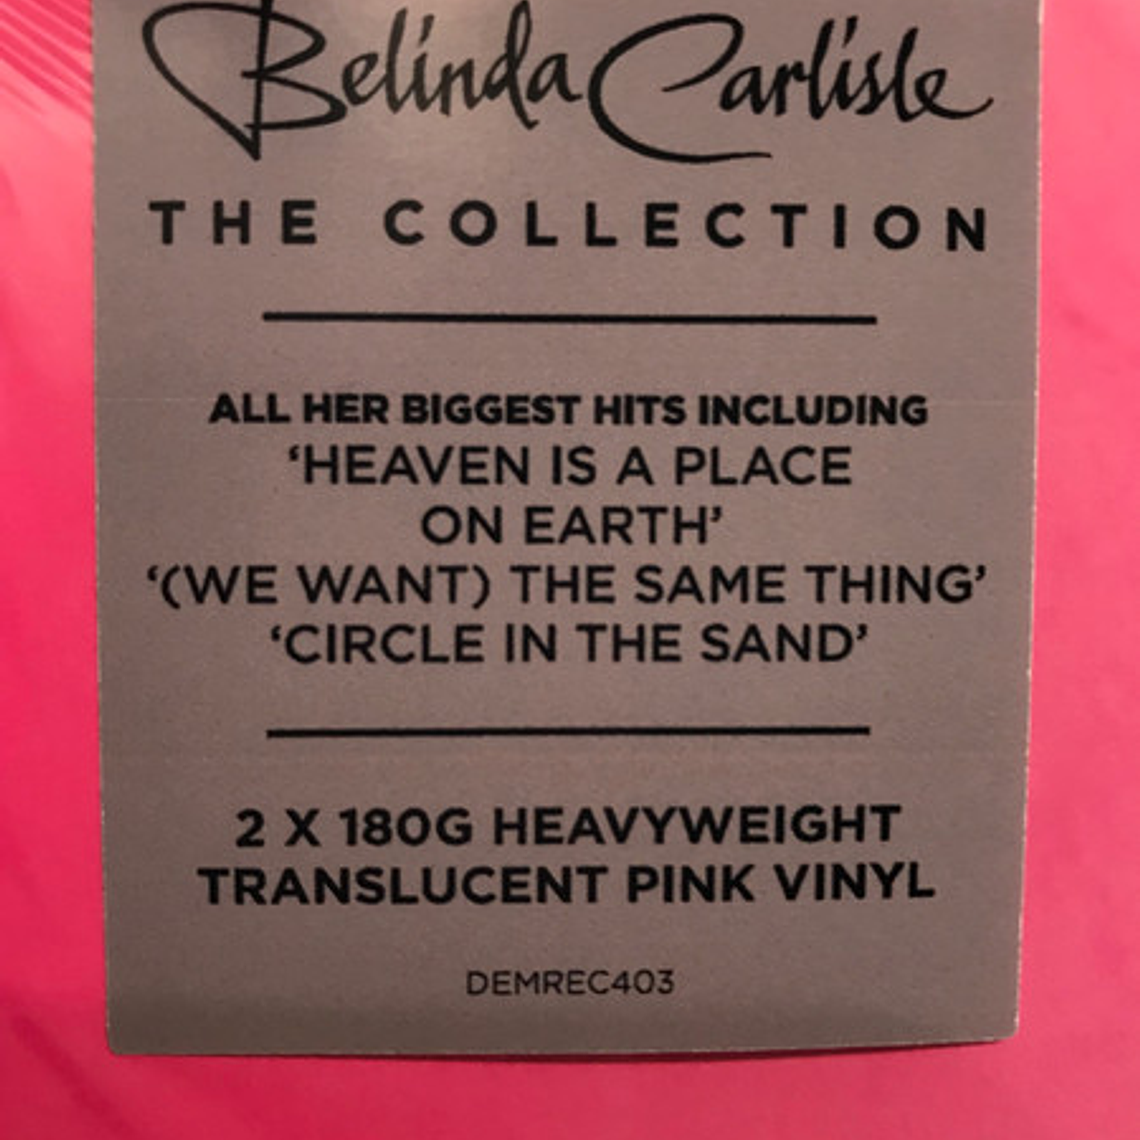 Belinda Carlisle
THE COLLECTION
ALL HER BIGGEST HITS INCLUDING
‘HEAVEN IS A PLACE
ON EARTH’
‘(WE WANT) THE SAME THING’
‘CIRCLE IN THE SAND’
2 X 180G HEAVYWEIGHT
TRANSLUCENT PINK VINYL
DEMREC403